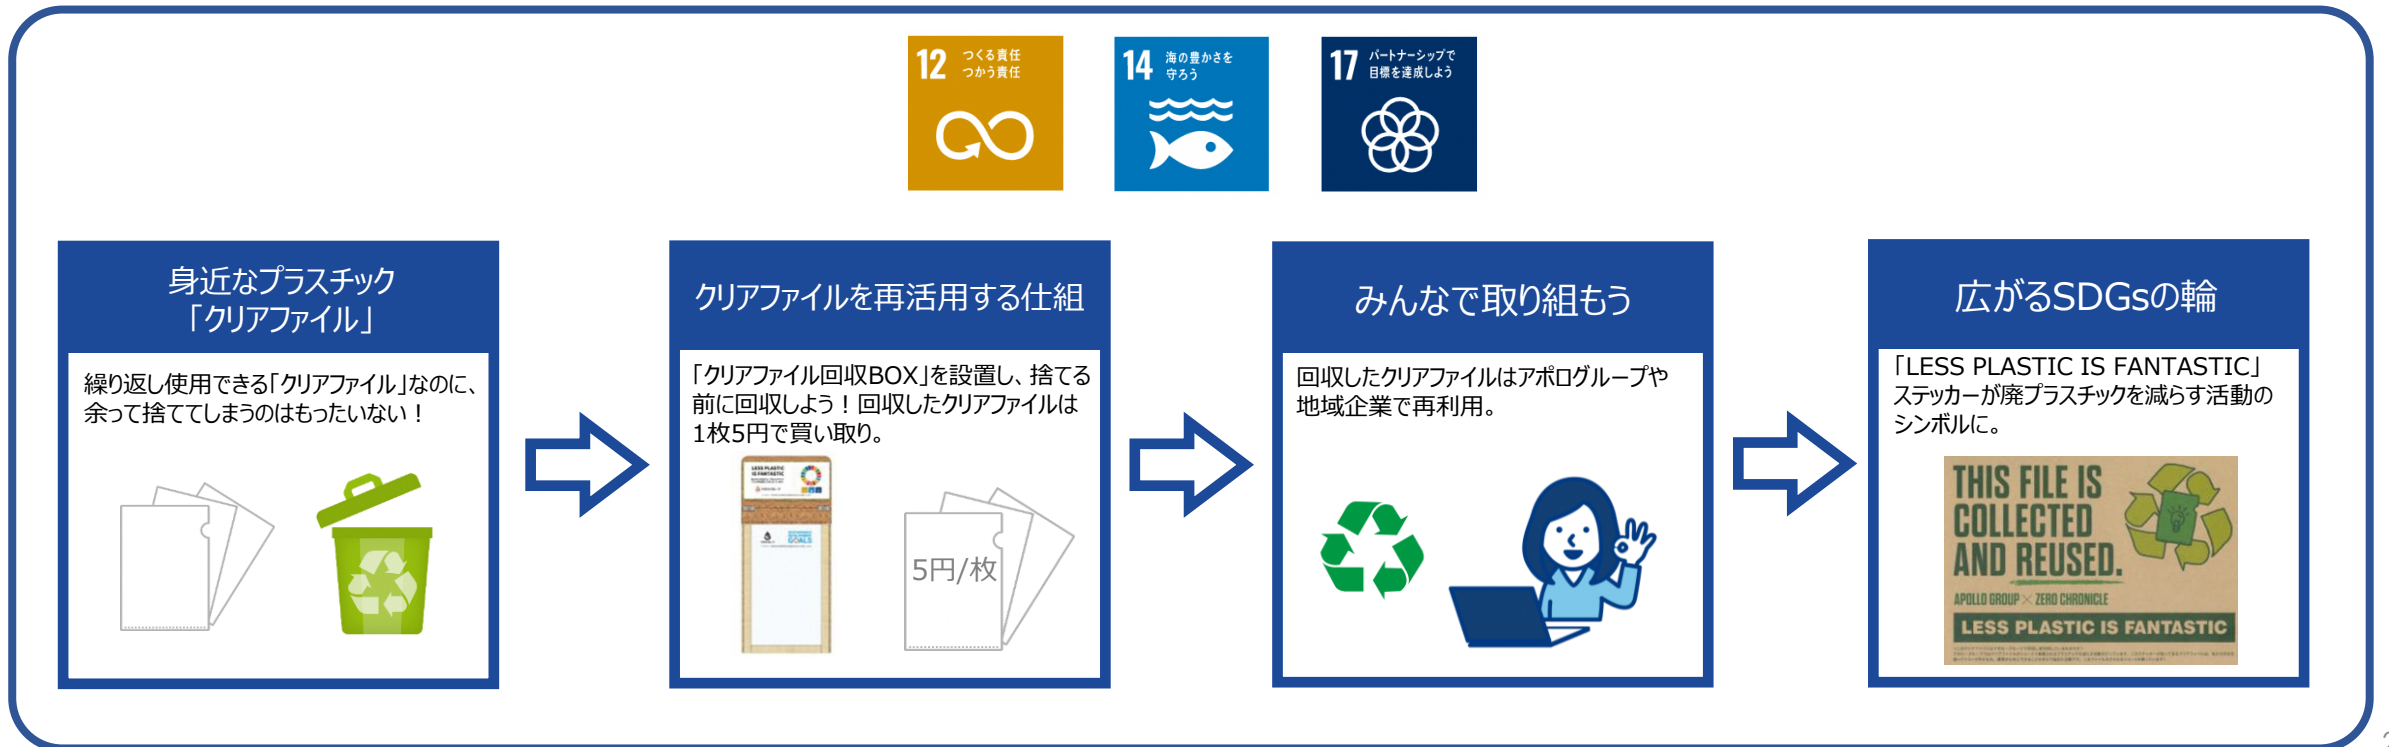 12 つくる責任
つかう責任
14 海の豊かさを
守ろう
17 パートナーシップで
目標を達成しよう
身近なプラスチック
「クリアファイル」
繰り返し使用できる「クリアファイル」なのに、
余って捨ててしまうのはもったいない！
クリアファイルを再活用する仕組
「クリアファイル回収BOX」を設置し、捨てる
前に回収しよう！回収したクリアファイルは
1枚5円で買い取り。
LESS PLASTIC
IS FANTASTIC
GOALS
5円/枚
みんなで取り組もう
回収したクリアファイルはアポログループや
地域企業で再利用。
広がるSDGsの輪
「LESS PLASTIC IS FANTASTIC」
ステッカーが廃プラスチックを減らす活動の
シンボルに。
THIS FILE IS
COLLECTED
AND REUSED.
APOLLO GROUP × ZERO CHRONICLE
LESS PLASTIC IS FANTASTIC